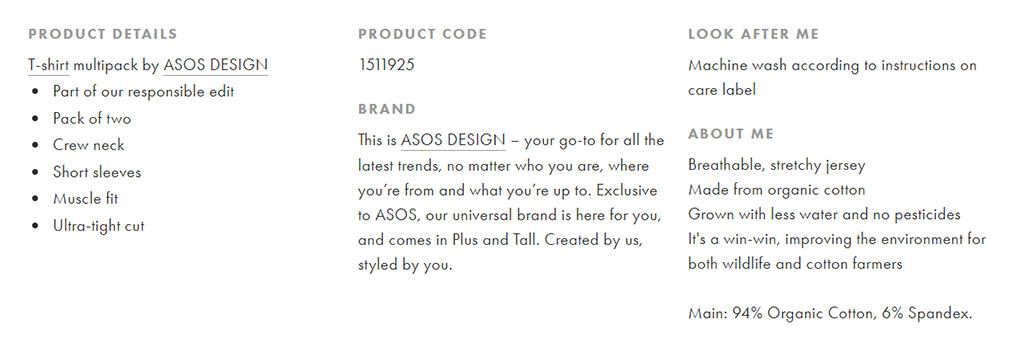 PRODUCT DETAILS
T-shirt multipack by ASOS DESIGN
Part of our responsible edit
Pack of two
Crew neck
Short sleeves
Muscle fit
Ultra-tight cut
PRODUCT CODE
1511925
BRAND
This is ASOS DESIGN – your go-to for all the
latest trends, no matter who you are, where
you’re from and what you’re up to. Exclusive
to ASOS, our universal brand is here for you,
and comes in Plus and Tall. Created by us,
styled by you.
LOOK AFTER ME
Machine wash according to instructions on
care label
ABOUT ME
Breathable, stretchy jersey
Made from organic cotton
Grown with less water and no pesticides
It's a win-win, improving the environment for
both wildlife and cotton farmers
Main: 94% Organic Cotton, 6% Spandex.